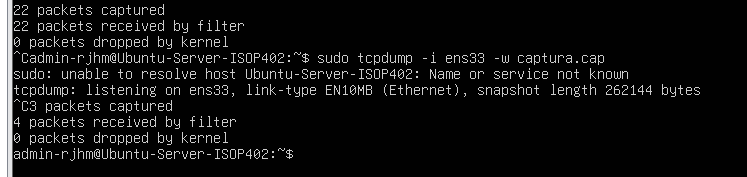 22 packets captured
22 packets received by filter
0 packets dropped by kernel
^Cadmin-rjhm@Ubuntu-Server-ISOP402:~$ sudo tcpdump -i ens33 -w captura.cap
sudo: unable to resolve host Ubuntu-Server-ISOP402: Name or service not known
tcpdump: listening on ens33, link-type EN10MB (Ethernet), snapshot length 262144 bytes
^C3 packets captured
4 packets received by filter
0 packets dropped by kernel
admin-rjhm@Ubuntu-Server-ISOP402:~$